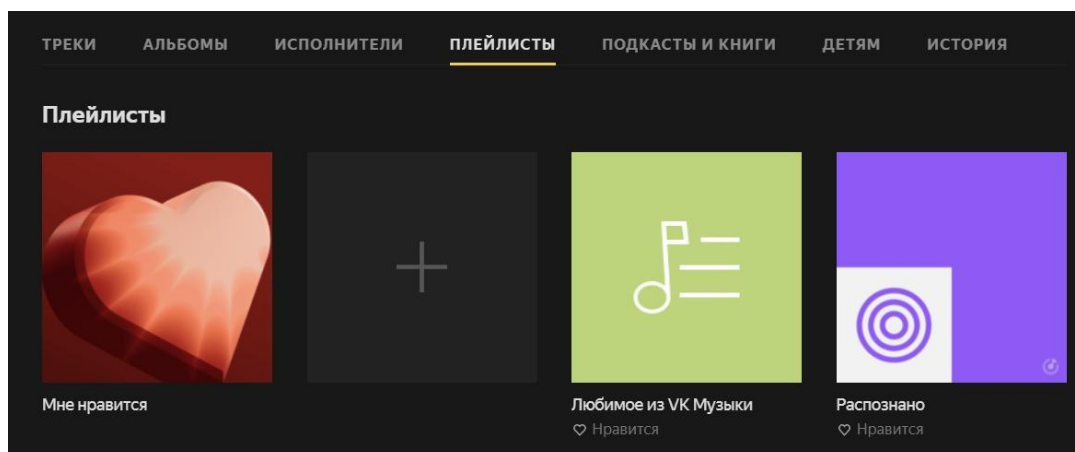 ТРЕКИ АЛЬБОМЫ ИСПОЛНИТЕЛИ ПЛЕЙЛИСТЫ ПОДКАСТЫ И КНИГИ ДЕТЯМ ИСТОРИЯ
Плейлисты
Мне нравится Любимое из VK Музыки Распознано
Нравится Нравится